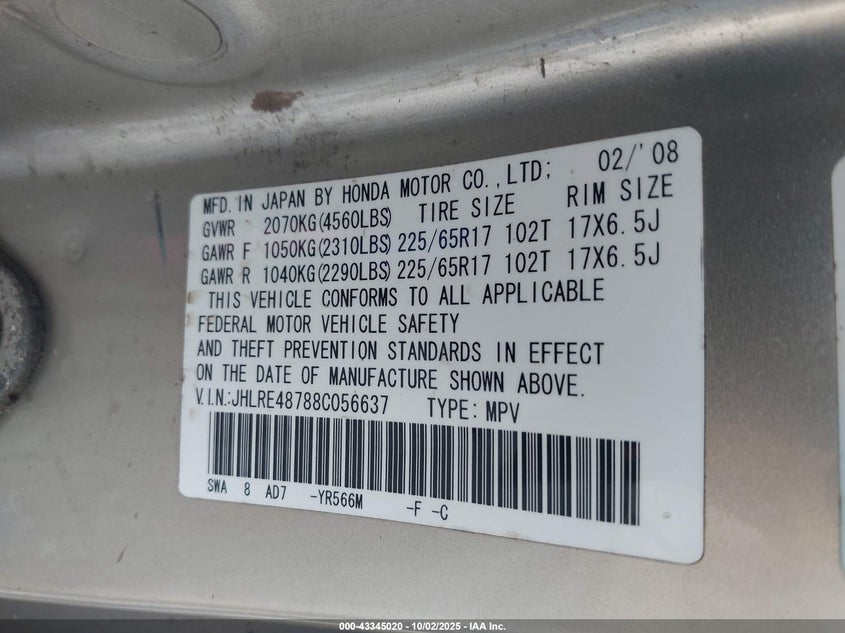 MFD. IN JAPAN BY HONDA MOTOR CO., LTD; 02/'08
GVWR 2070KG(4560LBS) TIRE SIZE RIM SIZE
GAWR F 1050KG(2310LBS) 225/65R17 102T 17X6.5J
GAWR R 1040KG(2290LBS) 225/65R17 102T 17X6.5J
THIS VEHICLE CONFORMS TO ALL APPLICABLE
FEDERAL MOTOR VEHICLE SAFETY
AND THEFT PREVENTION STANDARDS IN EFFECT
ON THE DATE OF MANUFACTURE SHOWN ABOVE.
V.I.N.:JHLRE48788C056637 TYPE: MPV
SWA 8 AD7 -YR566M -F -C
000-43345020 - 10/02/2025 - IAA Inc.